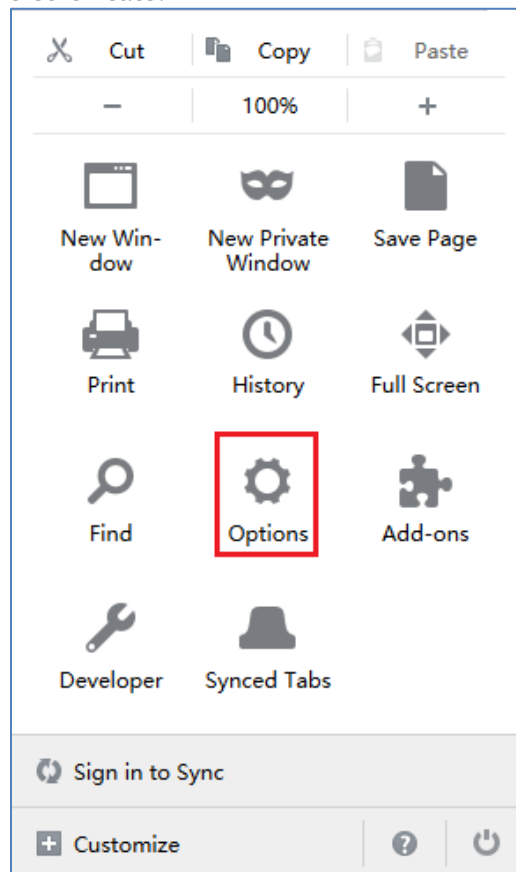 Cut Copy Paste
− 100% +
New Win-
dow
New Private
Window
Save Page
Print History Full Screen
Find Options Add-ons
Developer Synced Tabs
Sign in to Sync
Customize ?